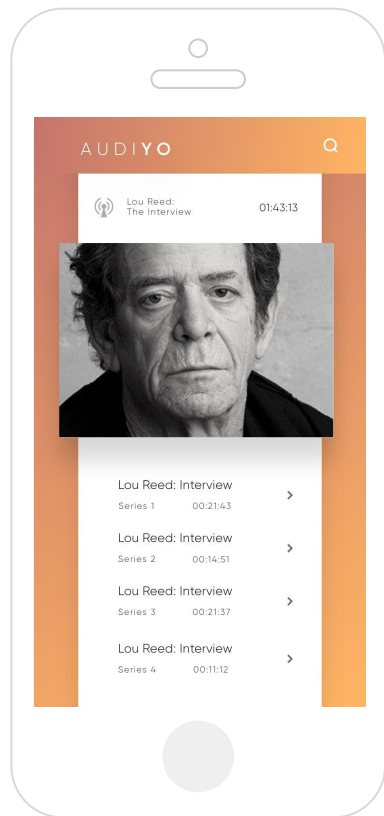 AUDIYO
Lou Reed:
The Interview
01:43:13
Lou Reed: Interview
Series 1 00:21:43
Lou Reed: Interview
Series 2 00:14:51
Lou Reed: Interview
Series 3 00:21:37
Lou Reed: Interview
Series 4 00:11:12